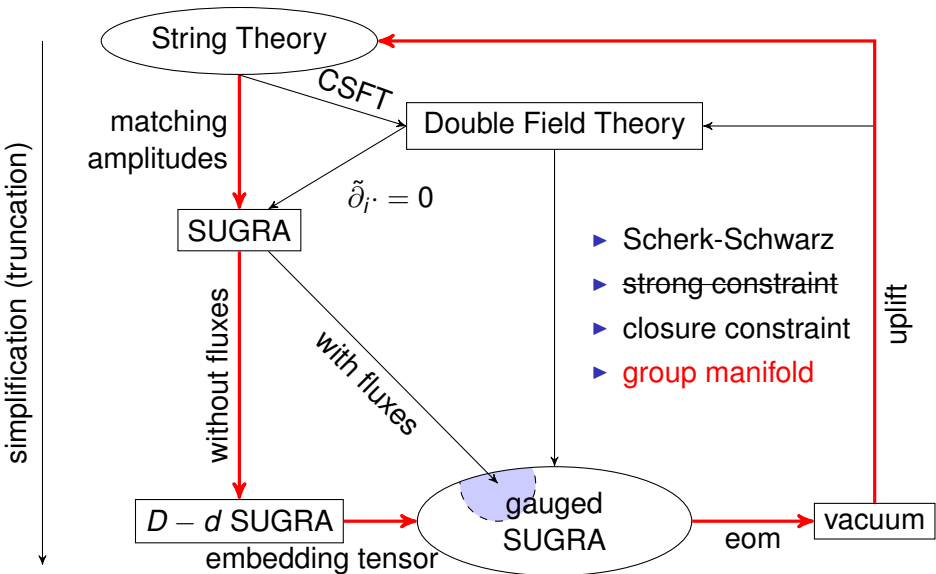 String Theory
CSFT
matching
amplitudes
Double Field Theory
∂̃ᵢ· = 0
SUGRA
simplification (truncation)
without fluxes
with fluxes
▶ Scherk-Schwarz
▶ strong constraint
▶ closure constraint
▶ group manifold
uplift
D − d SUGRA
embedding tensor
gauged
SUGRA
eom
vacuum